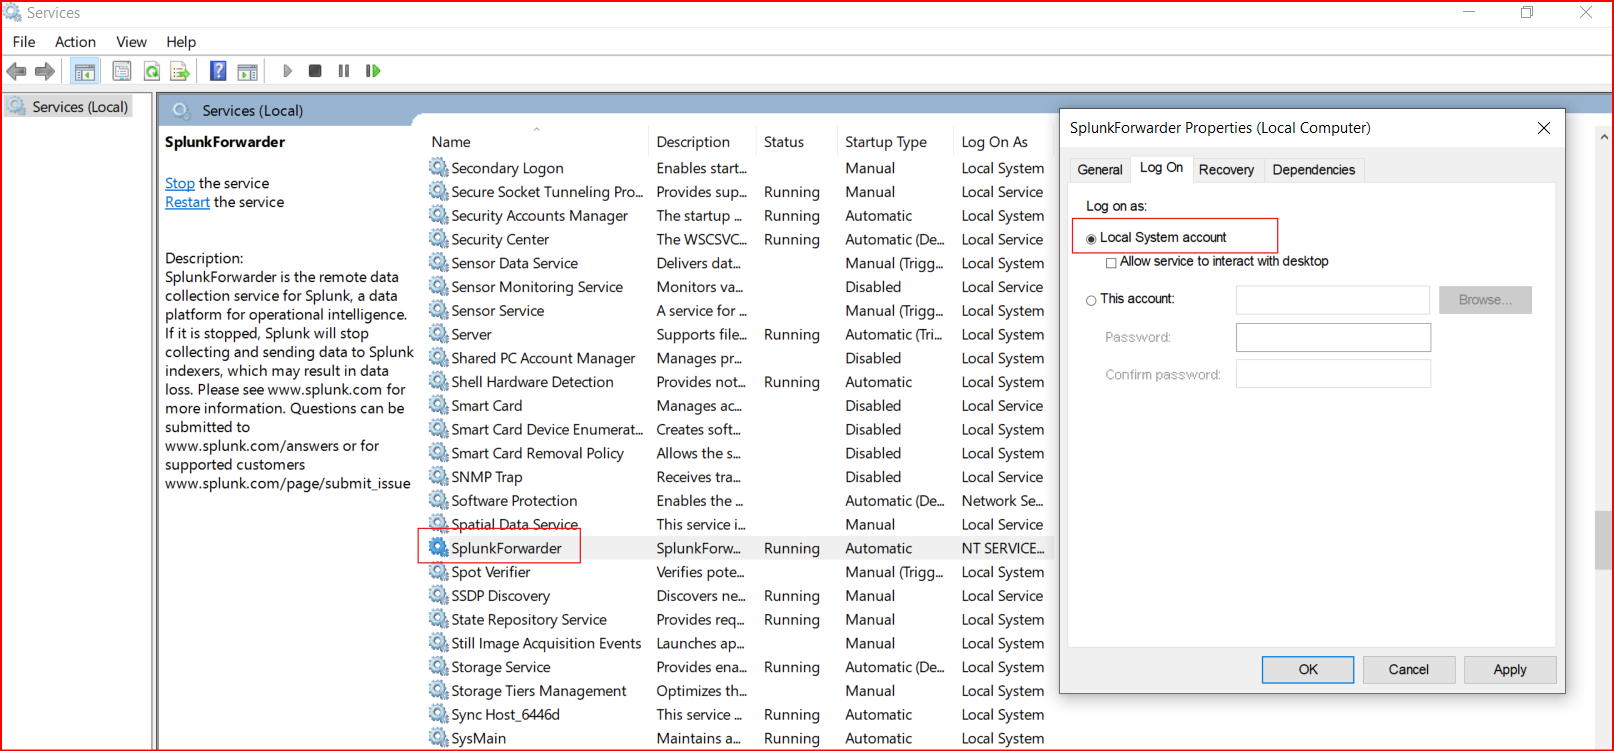 Services
File Action View Help
Services (Local)
Services (Local)
SplunkForwarder
Stop the service
Restart the service
Description:
SplunkForwarder is the remote data
collection service for Splunk, a data
platform for operational intelligence.
If it is stopped, Splunk will stop
collecting and sending data to Splunk
indexers, which may result in data
loss. Please see www.splunk.com for
more information. Questions can be
submitted to
www.splunk.com/answers or for
supported customers
www.splunk.com/page/submit_issue
Name Description Status Startup Type Log On As
Secondary Logon Enables start... Manual Local System
Secure Socket Tunneling Pro... Provides sup... Running Manual Local Service
Security Accounts Manager The startup ... Running Automatic Local System
Security Center The WSCSVC... Running Automatic (De... Local Service
Sensor Data Service Delivers dat... Manual (Trigg... Local System
Sensor Monitoring Service Monitors va... Disabled Local Service
Sensor Service A service for ... Manual (Trigg... Local System
Server Supports file... Running Automatic (Tri... Local System
Shared PC Account Manager Manages pr... Disabled Local System
Shell Hardware Detection Provides not... Running Automatic Local System
Smart Card Manages ac... Disabled Local Service
Smart Card Device Enumerat... Creates soft... Disabled Local System
Smart Card Removal Policy Allows the s... Disabled Local System
SNMP Trap Receives tra... Disabled Local Service
Software Protection Enables the ... Automatic (De... Network Se...
Spatial Data Service This service i... Manual Local Service
SplunkForwarder SplunkForw... Running Automatic NT SERVICE...
Spot Verifier Verifies pote... Manual (Trigg... Local System
SSDP Discovery Discovers ne... Running Manual Local Service
State Repository Service Provides req... Running Manual Local System
Still Image Acquisition Events Launches ap... Manual Local System
Storage Service Provides ena... Running Automatic (De... Local System
Storage Tiers Management Optimizes th... Manual Local System
Sync Host_6446d This service ... Running Automatic Local System
SysMain Maintains a ... Running Automatic Local System
SplunkForwarder Properties (Local Computer)
General Log On Recovery Dependencies
Log on as:
Local System account
Allow service to interact with desktop
This account:
Browse...
Password:
Confirm password:
OK Cancel Apply